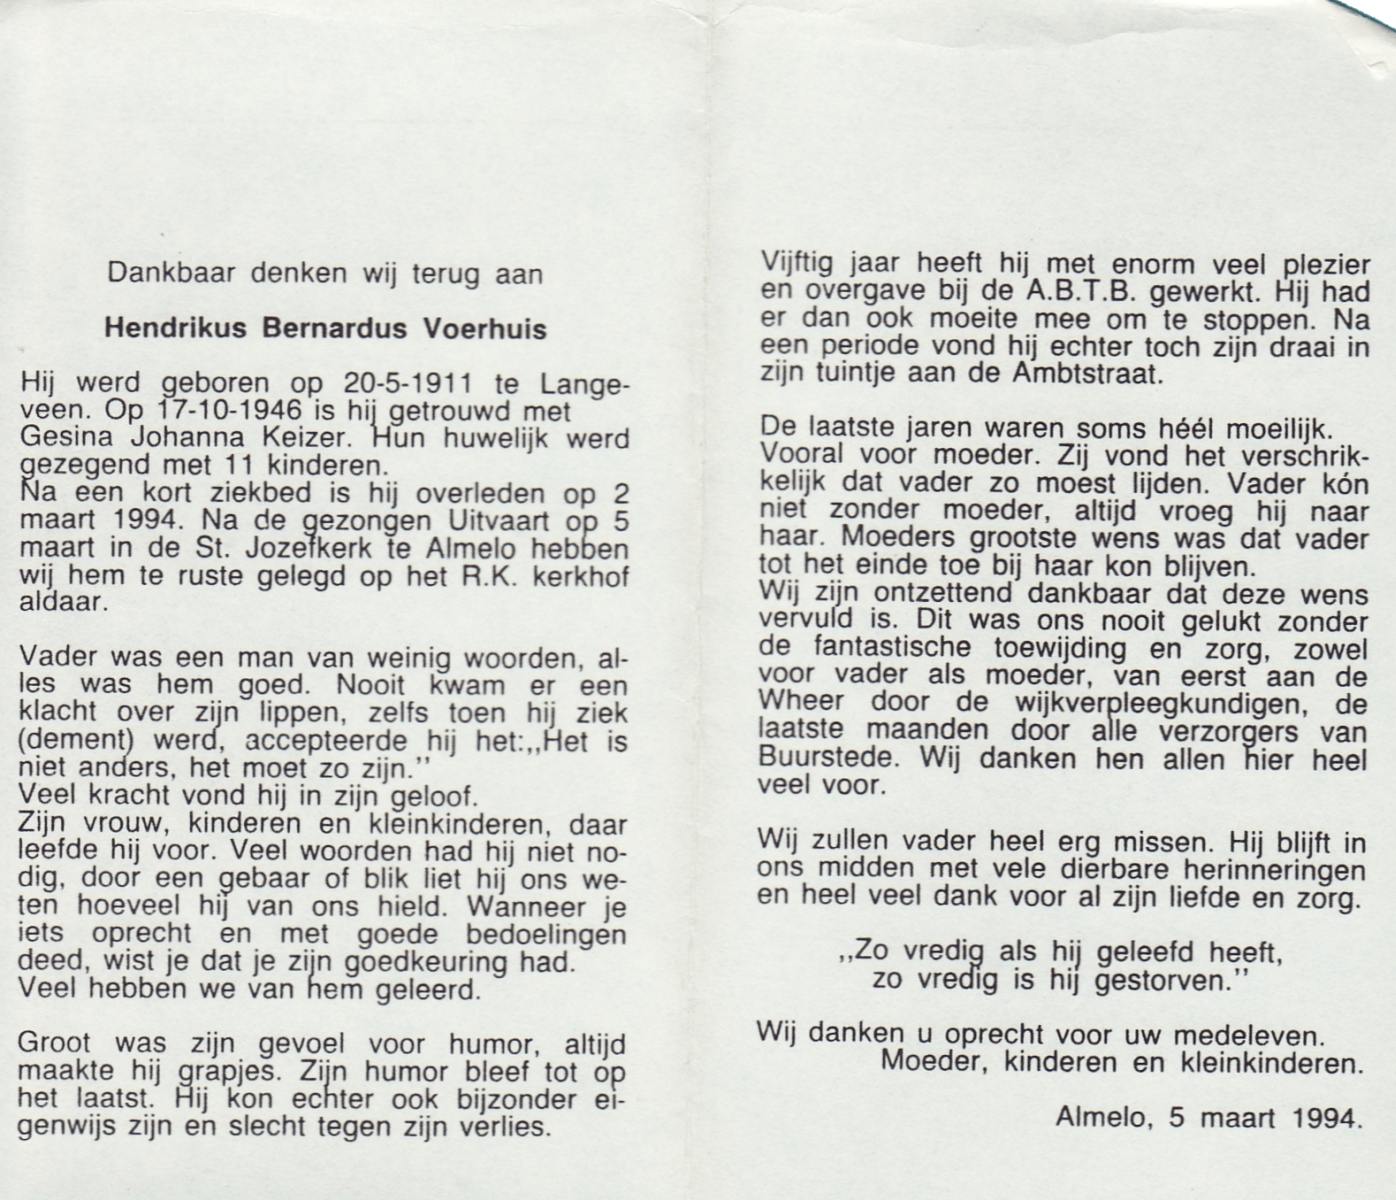 Dankbaar denken wij terug aan
Hendrikus Bernardus Voerhuis
Hij werd geboren op 20-5-1911 te Lange-
veen. Op 17-10-1946 is hij getrouwd met
Gesina Johanna Keizer. Hun huwelijk werd
gezegend met 11 kinderen.
Na een kort ziekbed is hij overleden op 2
maart 1994. Na de gezongen Uitvaart op 5
maart in de St. Jozefkerk te Almelo hebben
wij hem te ruste gelegd op het R.K. kerkhof
aldaar.
Vader was een man van weinig woorden, al-
les was hem goed. Nooit kwam er een
klacht over zijn lippen, zelfs toen hij ziek
(dement) werd, accepteerde hij het:,,Het is
niet anders, het moet zo zijn.''
Veel kracht vond hij in zijn geloof.
Zijn vrouw, kinderen en kleinkinderen, daar
leefde hij voor. Veel woorden had hij niet no-
dig, door een gebaar of blik liet hij ons we-
ten hoeveel hij van ons hield. Wanneer je
iets oprecht en met goede bedoelingen
deed, wist je dat je zijn goedkeuring had.
Veel hebben we van hem geleerd.
Groot was zijn gevoel voor humor, altijd
maakte hij grapjes. Zijn humor bleef tot op
het laatst. Hij kon echter ook bijzonder ei-
genwijs zijn en slecht tegen zijn verlies.
Vijftig jaar heeft hij met enorm veel plezier
en overgave bij de A.B.T.B. gewerkt. Hij had
er dan ook moeite mee om te stoppen. Na
een periode vond hij echter toch zijn draai in
zijn tuintje aan de Ambtstraat.
De laatste jaren waren soms héél moeilijk.
Vooral voor moeder. Zij vond het verschrik-
kelijk dat vader zo moest lijden. Vader kón
niet zonder moeder, altijd vroeg hij naar
haar. Moeders grootste wens was dat vader
tot het einde toe bij haar kon blijven.
Wij zijn ontzettend dankbaar dat deze wens
vervuld is. Dit was ons nooit gelukt zonder
de fantastische toewijding en zorg, zowel
voor vader als moeder, van eerst aan de
Wheer door de wijkverpleegkundigen, de
laatste maanden door alle verzorgers van
Buurstede. Wij danken hen allen hier heel
veel voor.
Wij zullen vader heel erg missen. Hij blijft in
ons midden met vele dierbare herinneringen
en heel veel dank voor al zijn liefde en zorg.
,,Zo vredig als hij geleefd heeft,
zo vredig is hij gestorven.''
Wij danken u oprecht voor uw medeleven.
Moeder, kinderen en kleinkinderen.
Almelo, 5 maart 1994.